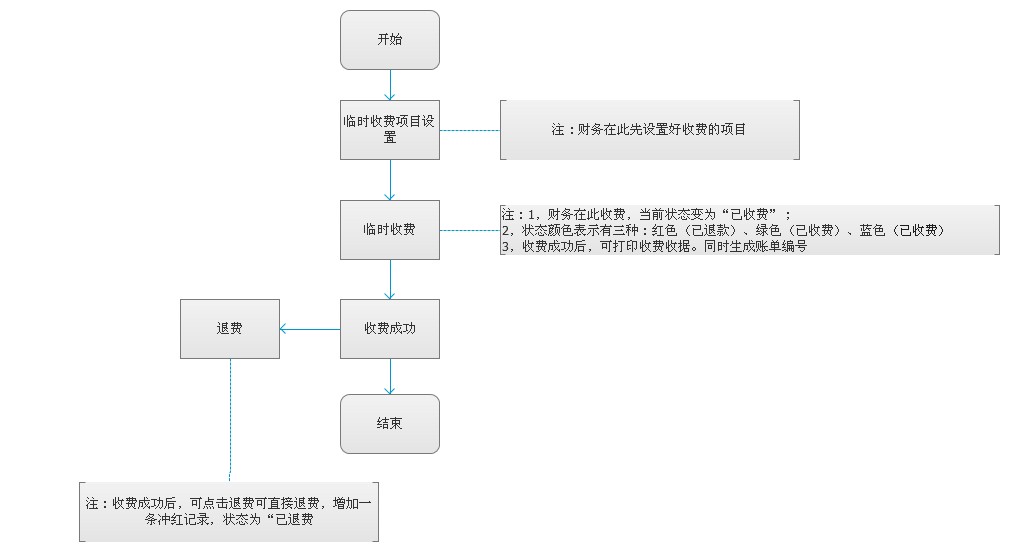 开始
临时收费项目设
置
注：财务在此先设置好收费的项目
临时收费
注：1，财务在此收费，当前状态变为“已收费”；
2，状态颜色表示有三种：红色（已退款）、绿色（已收费）、蓝色（已收费）
3，收费成功后，可打印收费收据。同时生成账单编号
退费
收费成功
结束
注：收费成功后，可点击退费可直接退费，增加一
条冲红记录，状态为“已退费